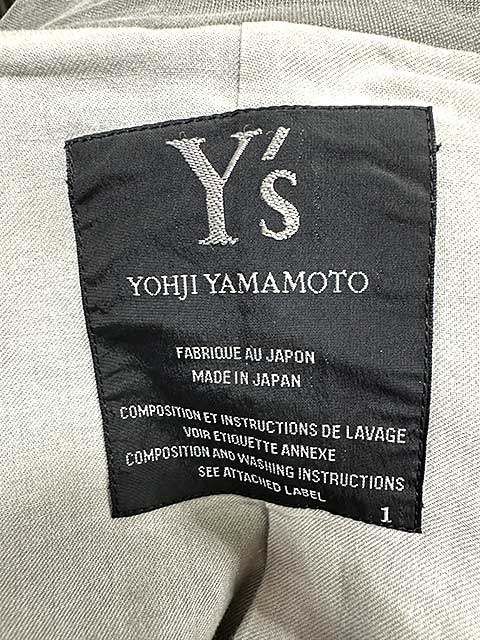 Y's
YOHJI YAMAMOTO
FABRIQUE AU JAPON
MADE IN JAPAN
COMPOSITION ET INSTRUCTIONS DE LAVAGE
VOIR ETIQUETTE ANNEXE
COMPOSITION AND WASHING INSTRUCTIONS
SEE ATTACHED LABEL
1